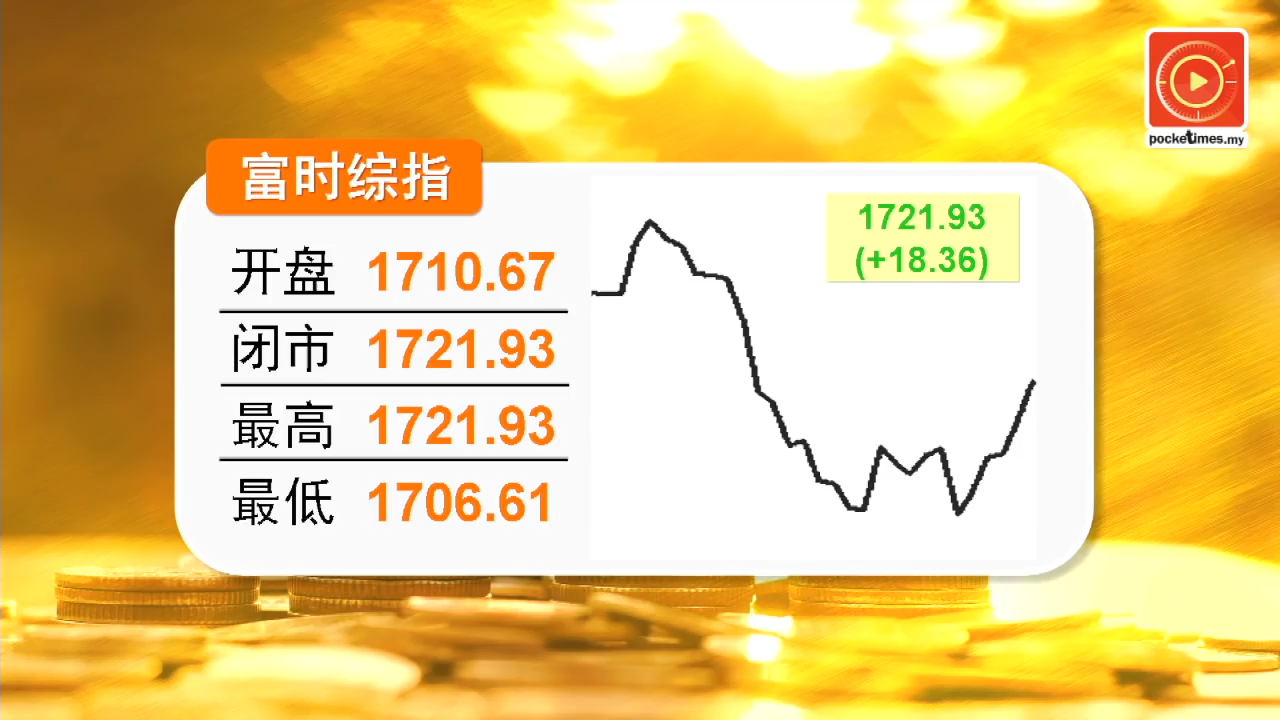 pocketimes.my
富时综指
开盘 1710.67
闭市 1721.93
最高 1721.93
最低 1706.61
1721.93
(+18.36)